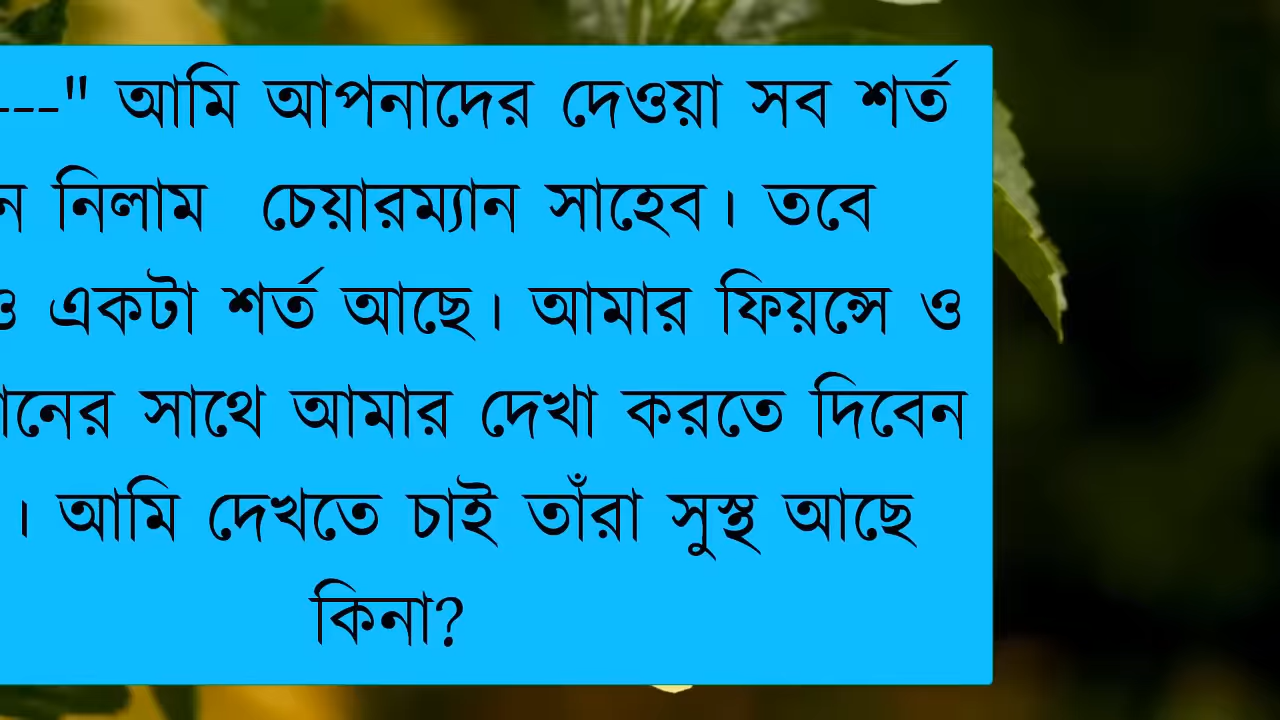 ---" আমি আপনাদের দেওয়া সব শর্ত
নিলাম চেয়ারম্যান সাহেব। তবে
একটা শর্ত আছে। আমার ফিয়ন্সে ও
সাথে আমার দেখা করতে দিবেন
। আমি দেখতে চাই তাঁরা সুস্থ আছে
কিনা?